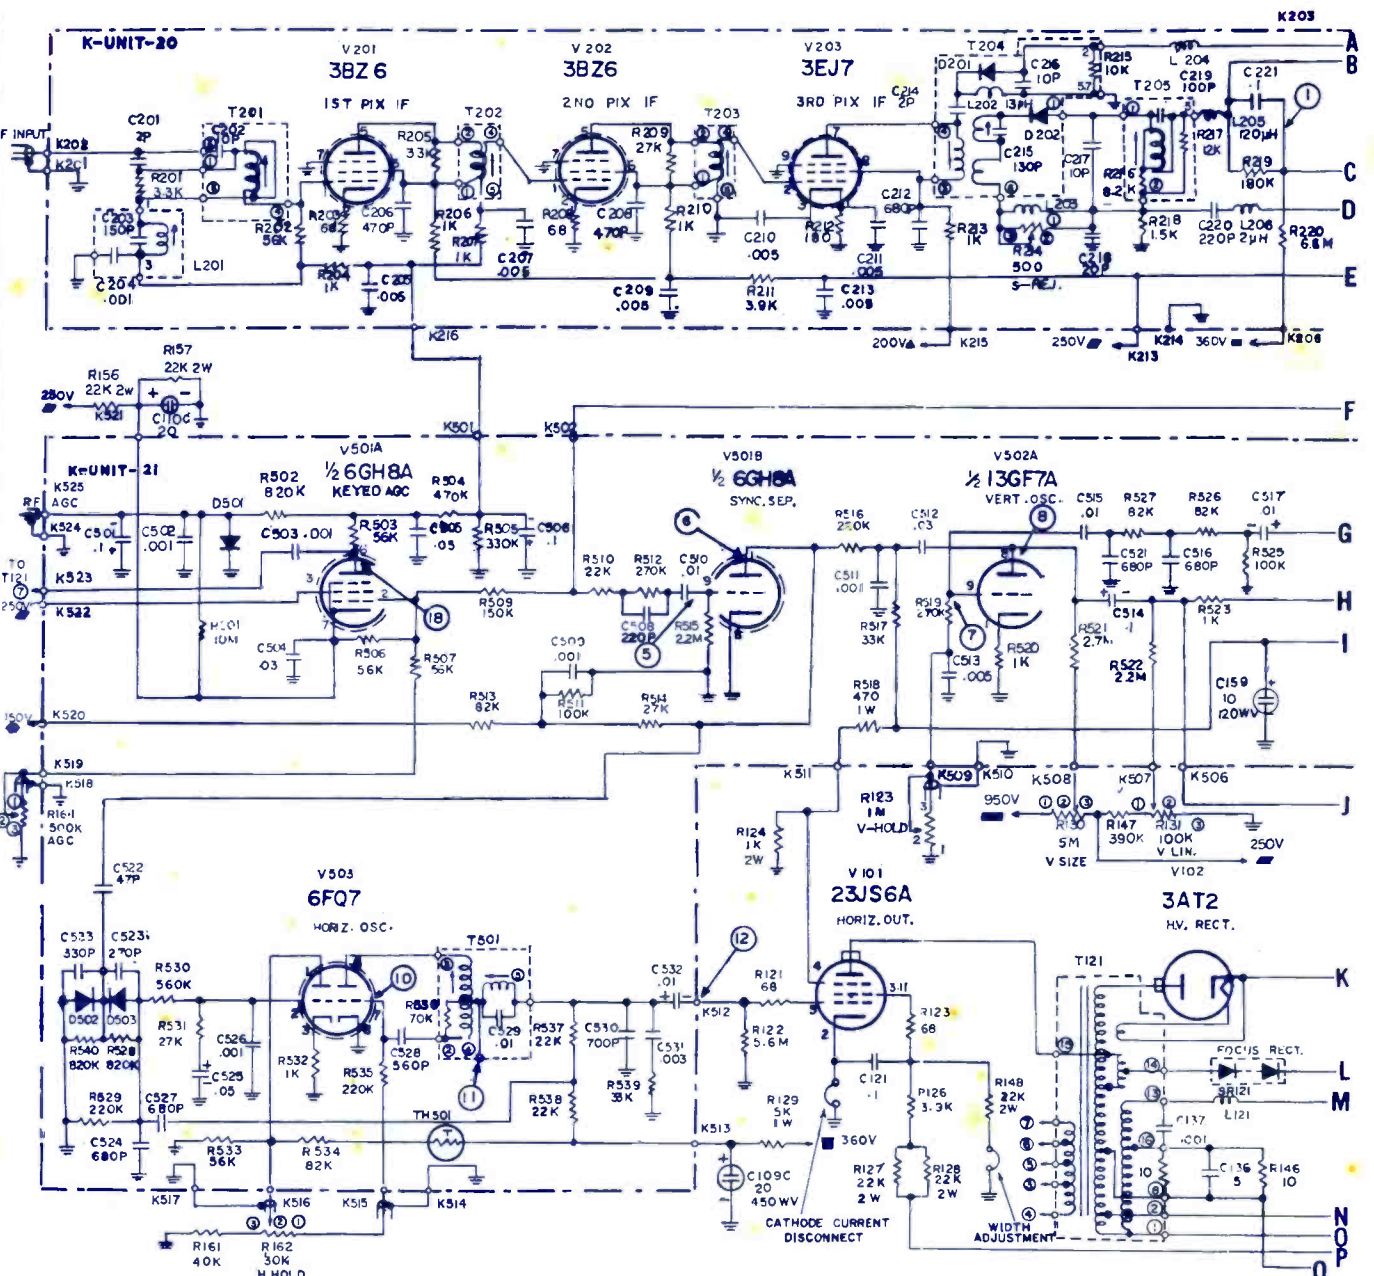 K203
K-UNIT-20
V201
3BZ6
1ST PIX IF
V202
3BZ6
2ND PIX IF
V203
3EJ7
3RD PIX IF
T204
D201
C216
10P
R215
10K
L 204
T205
C219
100P
C221
.1
A
B
F INPUT
K202
K201
C201
2P
T201
C202
R201
3.3K
C203
150P
C204
.001
L201
R202
56K
R203
68
R204
1K
C205
.005
C206
470P
R205
33K
T202
R206
1K
R207
1K
C207
.005
R208
68
C208
470P
R209
27K
T203
R210
1K
C209
.005
C210
.005
R211
3.9K
R212
180
C211
.005
C212
680P
C213
.009
C214
2P
L202
13µH
D202
C215
130P
R213
1K
R214
500
S-REJ.
L203
C217
10P
C218
20P
R216
8.2K
R218
1.5K
R217
12K
L205
120µH
R219
180K
C220
220P
L206
2µH
R220
6.8M
C
D
E
K216
200V
K215
250V
K213
K214
360V
K206
R157
22K 2W
R156
22K 2W
250V
K521
C110C
20
K501
K502
F
K-UNIT-21
V501A
½ 6GH8A
KEYED AGC
V501B
½ 6GH8A
SYNC. SEP.
V502A
½ 13GF7A
VERT. OSC.
K525
RF AGC
K524
C501
.1
C502
.001
D501
R502
820K
C503 .001
R503
56K
R504
470K
C505
.05
R505
330K
C506
.1
TO
T121
K523
250V
K522
R501
10M
C504
.03
R506
56K
R507
56K
R509
150K
R510
22K
R512
270K
C510
.01
C508
220P
R515
2.2M
C509
.001
R511
100K
R513
82K
R514
27K
R516
C512
.03
C511
.001
R517
33K
R518
470
1W
R519
270K
C513
.005
R520
1K
C515
.01
R527
82K
R526
82K
C517
.01
C521
680P
C516
680P
R525
100K
C514
.1
R523
1K
R521
2.7M
R522
2.2M
C159
10
120WV
G
H
I
J
K520
K519
K518
R161
500K
AGC
K511
K509
K510
K508
K507
K506
R123
1M
V-HOLD
950V
R130
5M
V SIZE
R147
390K
R131
100K
V LIN.
250V
R124
1K
2W
C522
47P
V503
6FQ7
HORIZ. OSC.
V101
23JS6A
HORIZ. OUT.
V102
3AT2
H.V. RECT.
330P
270P
D502
D503
R530
560K
R540
820K
R528
820K
R531
27K
C525
.05
C526
.001
R529
220K
C527
680P
C524
680P
R532
1K
R535
220K
C528
560P
T501
C529
.01
R537
22K
C530
700P
C531
.003
C532
.01
R538
22K
R539
33K
TH501
R533
56K
R534
82K
K517
K516
K515
K514
R161
40K
R162
30K
H.HOLD
K512
K513
R121
68
R122
5.6M
R129
5K
1W
360V
C109C
20
450WV
CATHODE CURRENT
DISCONNECT
C121
.1
R123
68
R126
3.3K
R127
22K
2W
R128
22K
2W
R148
22K
2W
WIDTH
ADJUSTMENT
T121
FOCUS RECT.
SR121
L121
C137
.001
C136
5
R146
10
K
L
M
N
O
P
Q